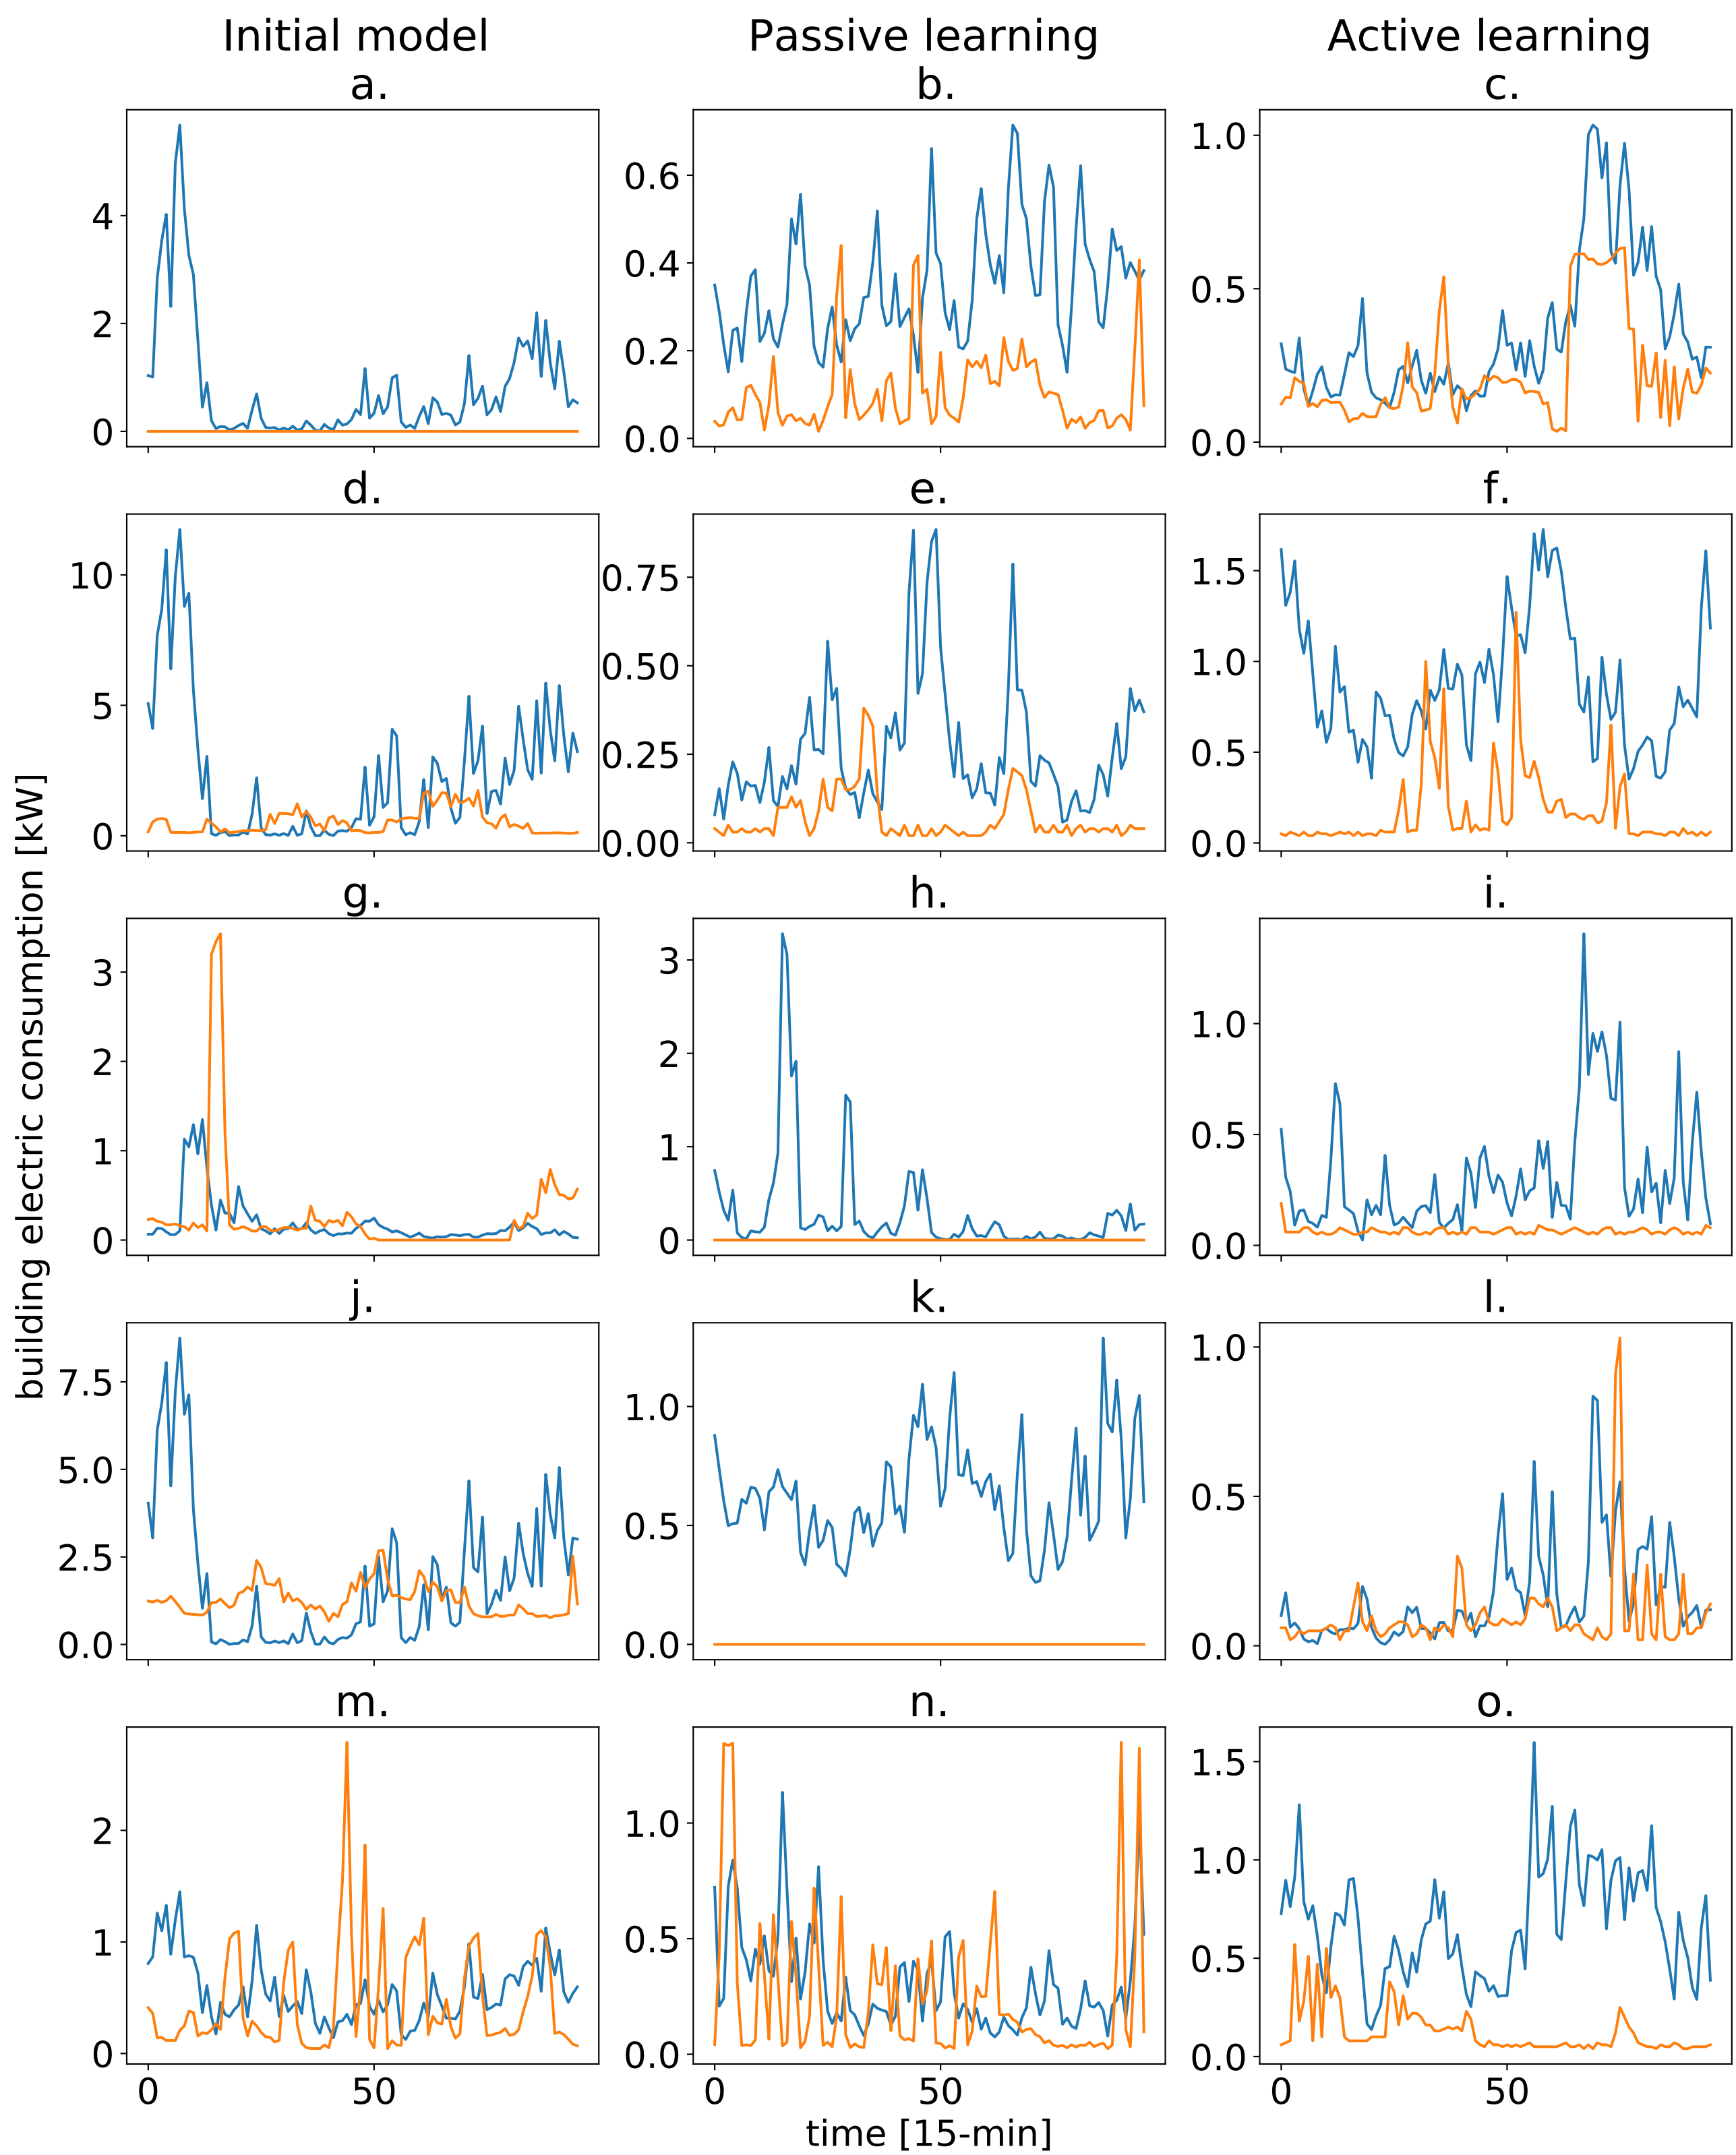 Initial model Passive learning Active learning
a. b. c.
4 0.6 1.0
2 0.4 0.5
0 0.2 0.0
0.0
d. e. f.
10 0.75 1.5
5 0.50 1.0
0 0.25 0.5
0.00 0.0
g. h. i.
3 3 1.0
2 2 0.5
1 1 0.0
0 0
building electric consumption [kW]
j. k. l.
7.5 1.0 1.0
5.0 0.5 0.5
2.5 0.0 0.0
0.0
m. n. o.
2 1.0 1.5
1 0.5 1.0
0 0.0 0.5
0.0
0 50 0 50 0 50
time [15-min]